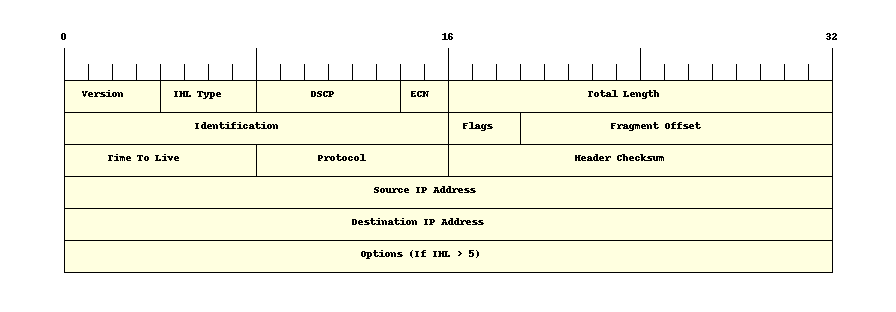 0 16 32
Version IHL Type DSCP ECN Total Length
Identification Flags Fragment Offset
Time To Live Protocol Header Checksum
Source IP Address
Destination IP Address
Options (If IHL > 5)